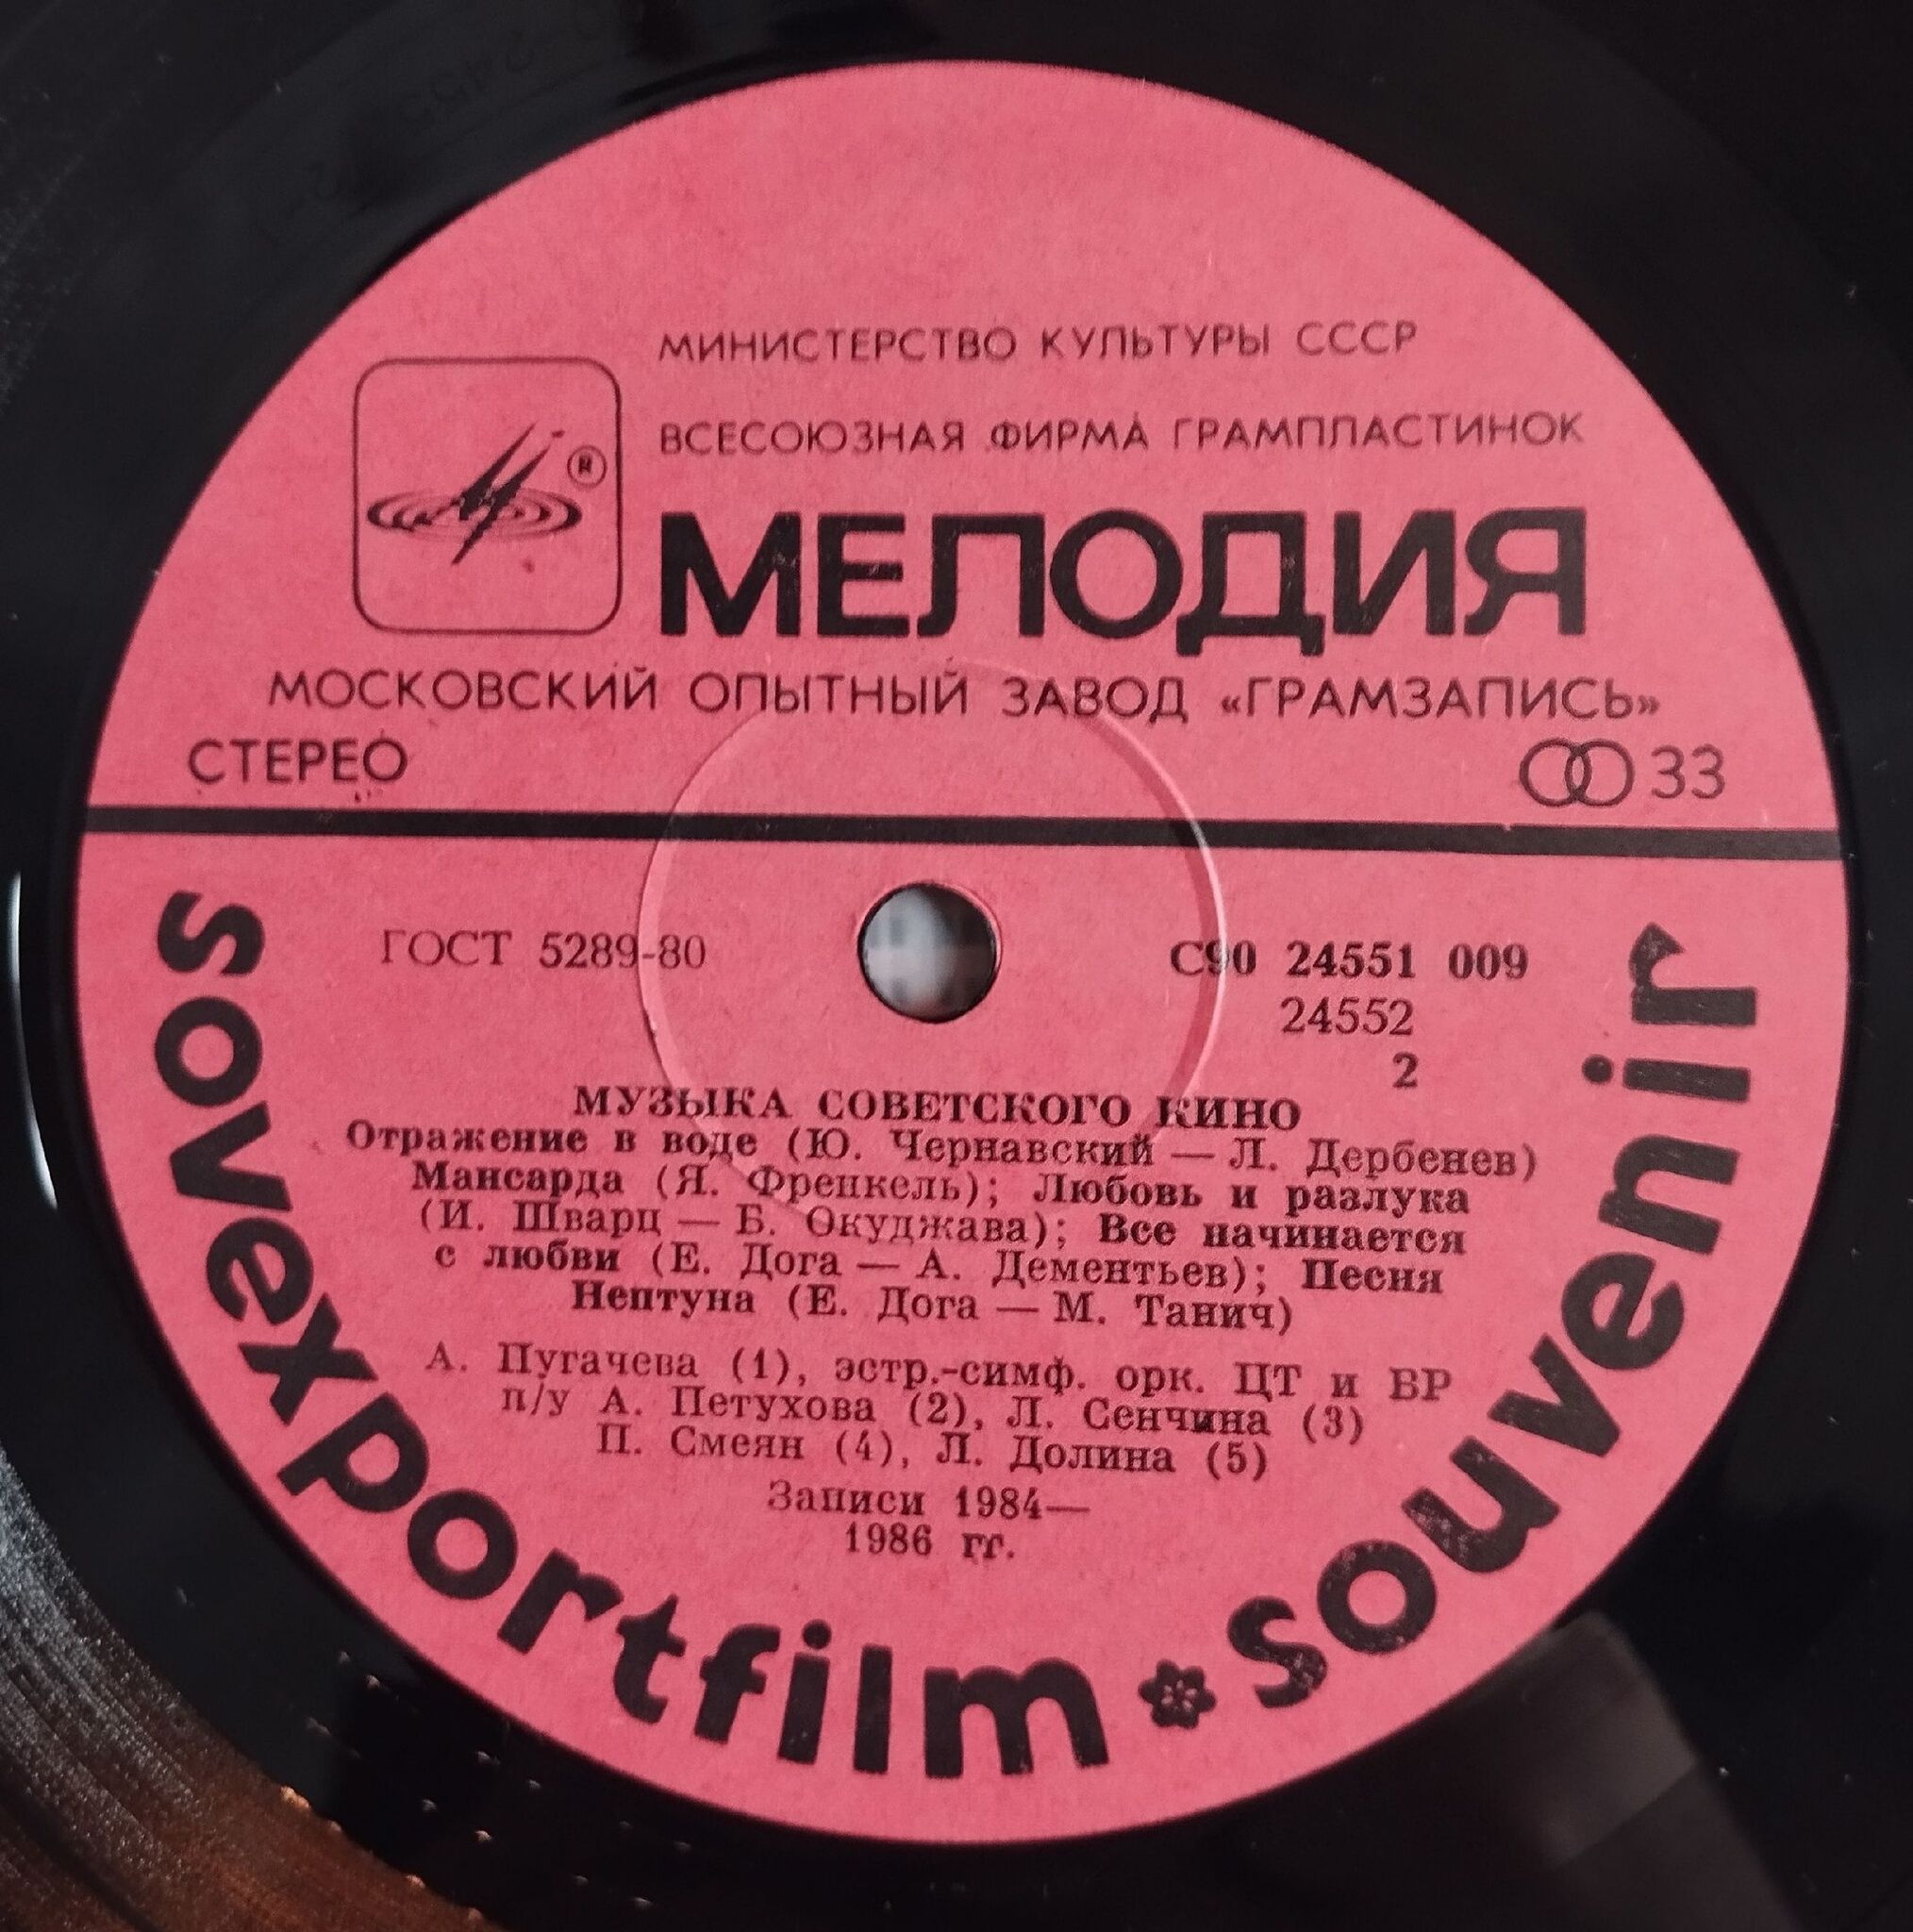 МИНИСТЕРСТВО КУЛЬТУРЫ СССР
ВСЕСОЮЗНАЯ ФИРМА ГРАМПЛАСТИНОК
®
МЕЛОДИЯ
МОСКОВСКИЙ ОПЫТНЫЙ ЗАВОД «ГРАМЗАПИСЬ»
СТЕРЕО
33
ГОСТ 5289-80
С90 24551 009
24552
2
МУЗЫКА СОВЕТСКОГО КИНО
Отражение в воде (Ю. Чернавский — Л. Дербенев)
Мансарда (Я. Френкель); Любовь и разлука
(И. Шварц — Б. Окуджава); Все начинается
с любви (Е. Дога — А. Дементьев); Песня
Нептуна (Е. Дога — М. Танич)
А. Пугачева (1), эстр.-симф. орк. ЦТ и ВР
п/у А. Петухова (2), Л. Сенчина (3)
П. Смеян (4), Л. Долина (5)
Записи 1984—
1986 гг.
sovexportfilm souvenir